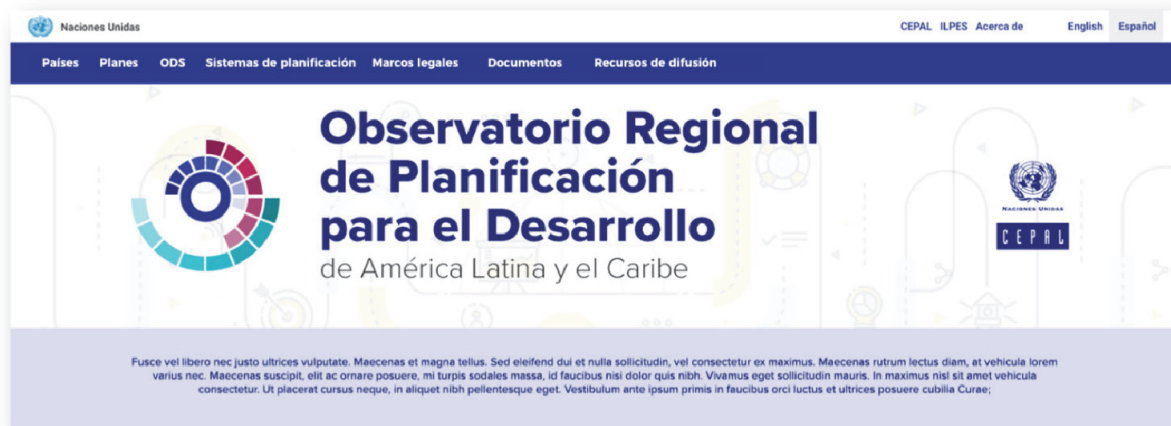 Naciones Unidas
CEPAL ILPES Acerca de English Español
Países Planes ODS Sistemas de planificación Marcos legales Documentos Recursos de difusión
Observatorio Regional
de Planificación
para el Desarrollo
de América Latina y el Caribe
NACIONES UNIDAS
CEPAL
Fusce vel libero nec justo ultrices vulputate. Maecenas et magna tellus. Sed eleifend dui et nulla sollicitudin, vel consectetur ex maximus. Maecenas rutrum lectus diam, at vehicula lorem
varius nec. Maecenas suscipit, elit ac ornare posuere, mi turpis sodales massa, id faucibus nisi dolor quis nibh. Vivamus eget sollicitudin mauris. In maximus nisl sit amet vehicula
consectetur. Ut placerat cursus neque, in aliquet nibh pellentesque eget. Vestibulum ante ipsum primis in faucibus orci luctus et ultrices posuere cubilia Curae;